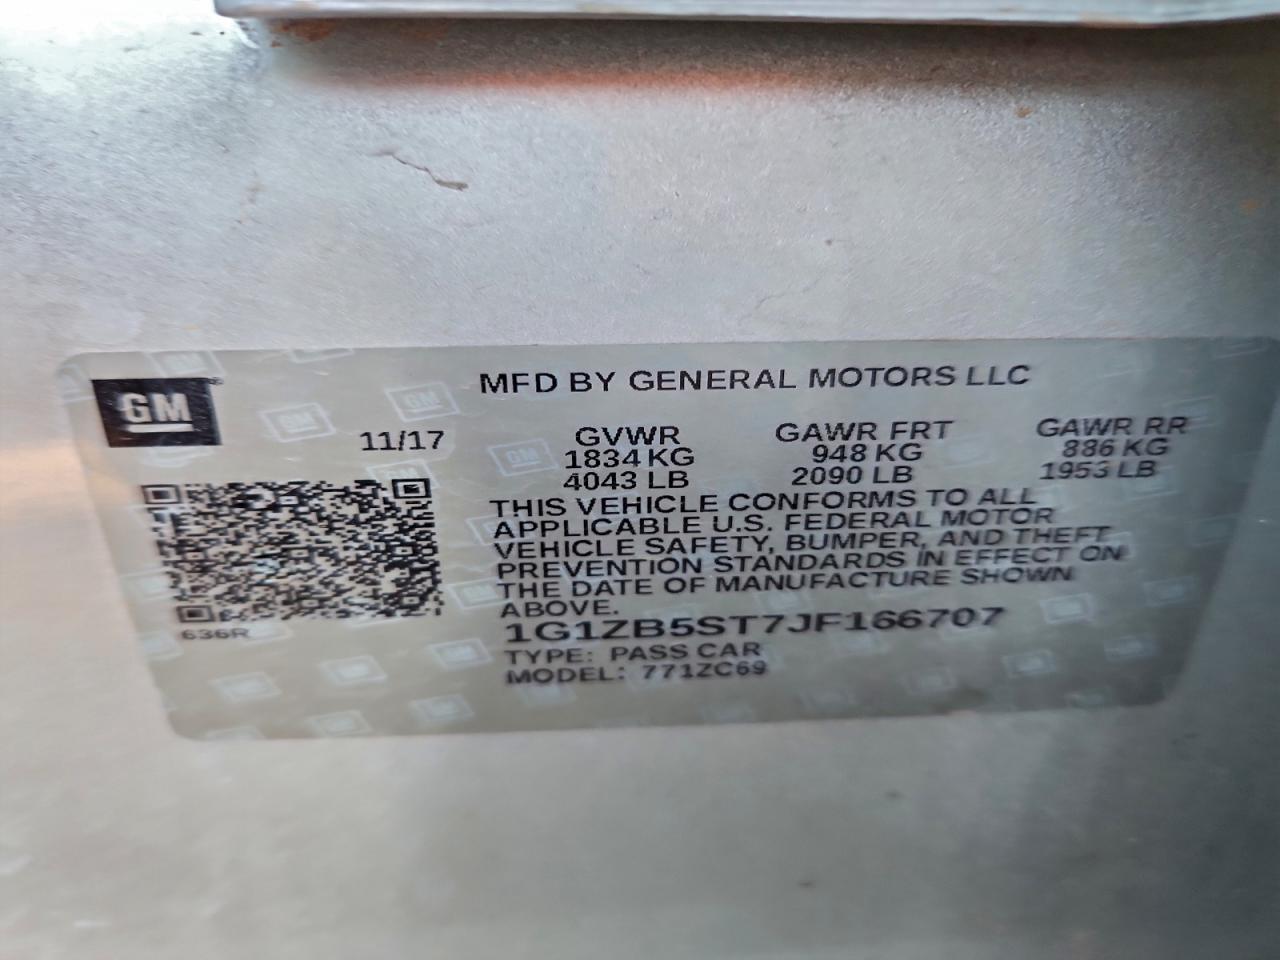 GM
MFD BY GENERAL MOTORS LLC
11/17 GVWR GAWR FRT GAWR RR
1834 KG 948 KG 886 KG
4043 LB 2090 LB 1953 LB
THIS VEHICLE CONFORMS TO ALL
APPLICABLE U.S. FEDERAL MOTOR
VEHICLE SAFETY, BUMPER, AND THEFT
PREVENTION STANDARDS IN EFFECT ON
THE DATE OF MANUFACTURE SHOWN
ABOVE.
636R
1G1ZB5ST7JF166707
TYPE: PASS CAR
MODEL: 771ZC69